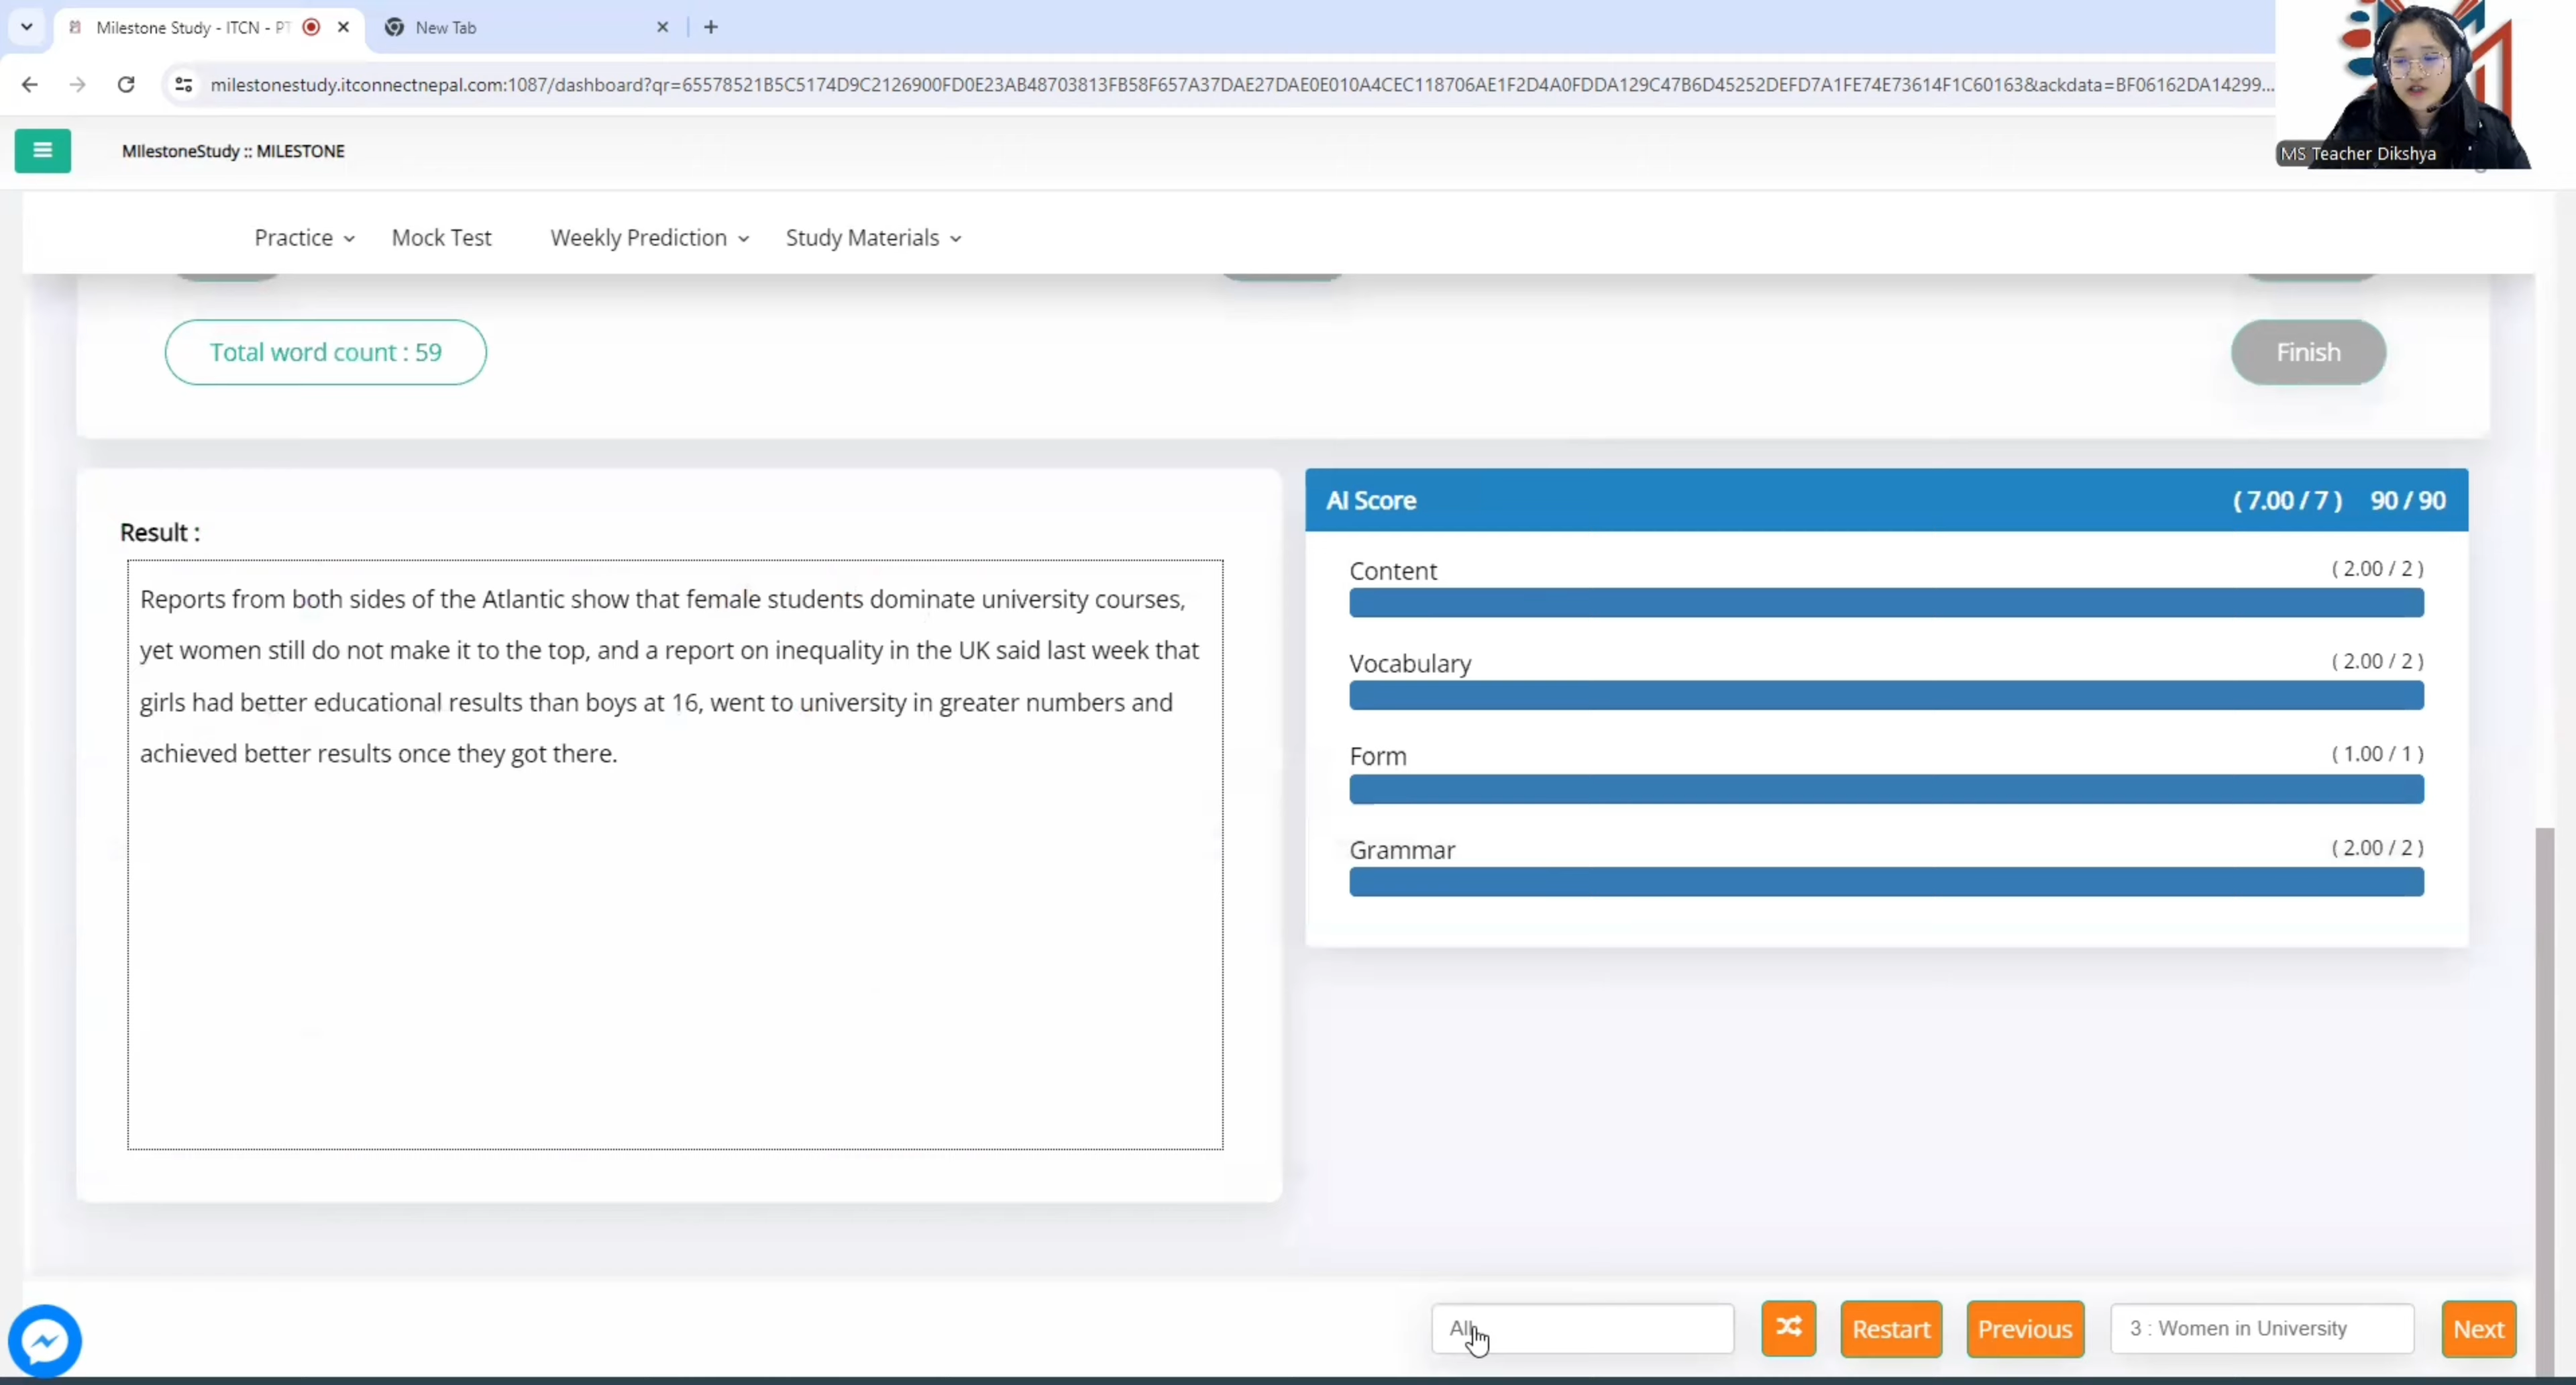 Milestone Study - ITCN - PT
New Tab
milestonestudy.itconnectnepal.com:1087/dashboard?qr=65578521B5C5174D9C2126900FD0E23AB48703813FB58F657A37DAE27DAE0E010A4CEC118706AE1F2D4A0FDDA129C47B6D45252DEFD7A1FE74E73614F1C60163&ackdata=BF06162DA14299...
MIlestoneStudy :: MILESTONE
MS Teacher Dikshya
Practice Mock Test Weekly Prediction Study Materials
Total word count : 59
Finish
Result :
Reports from both sides of the Atlantic show that female students dominate university courses,
yet women still do not make it to the top, and a report on inequality in the UK said last week that
girls had better educational results than boys at 16, went to university in greater numbers and
achieved better results once they got there.
AI Score ( 7.00 / 7 ) 90 / 90
Content ( 2.00 / 2 )
Vocabulary ( 2.00 / 2 )
Form ( 1.00 / 1 )
Grammar ( 2.00 / 2 )
All Restart Previous 3 : Women in University Next